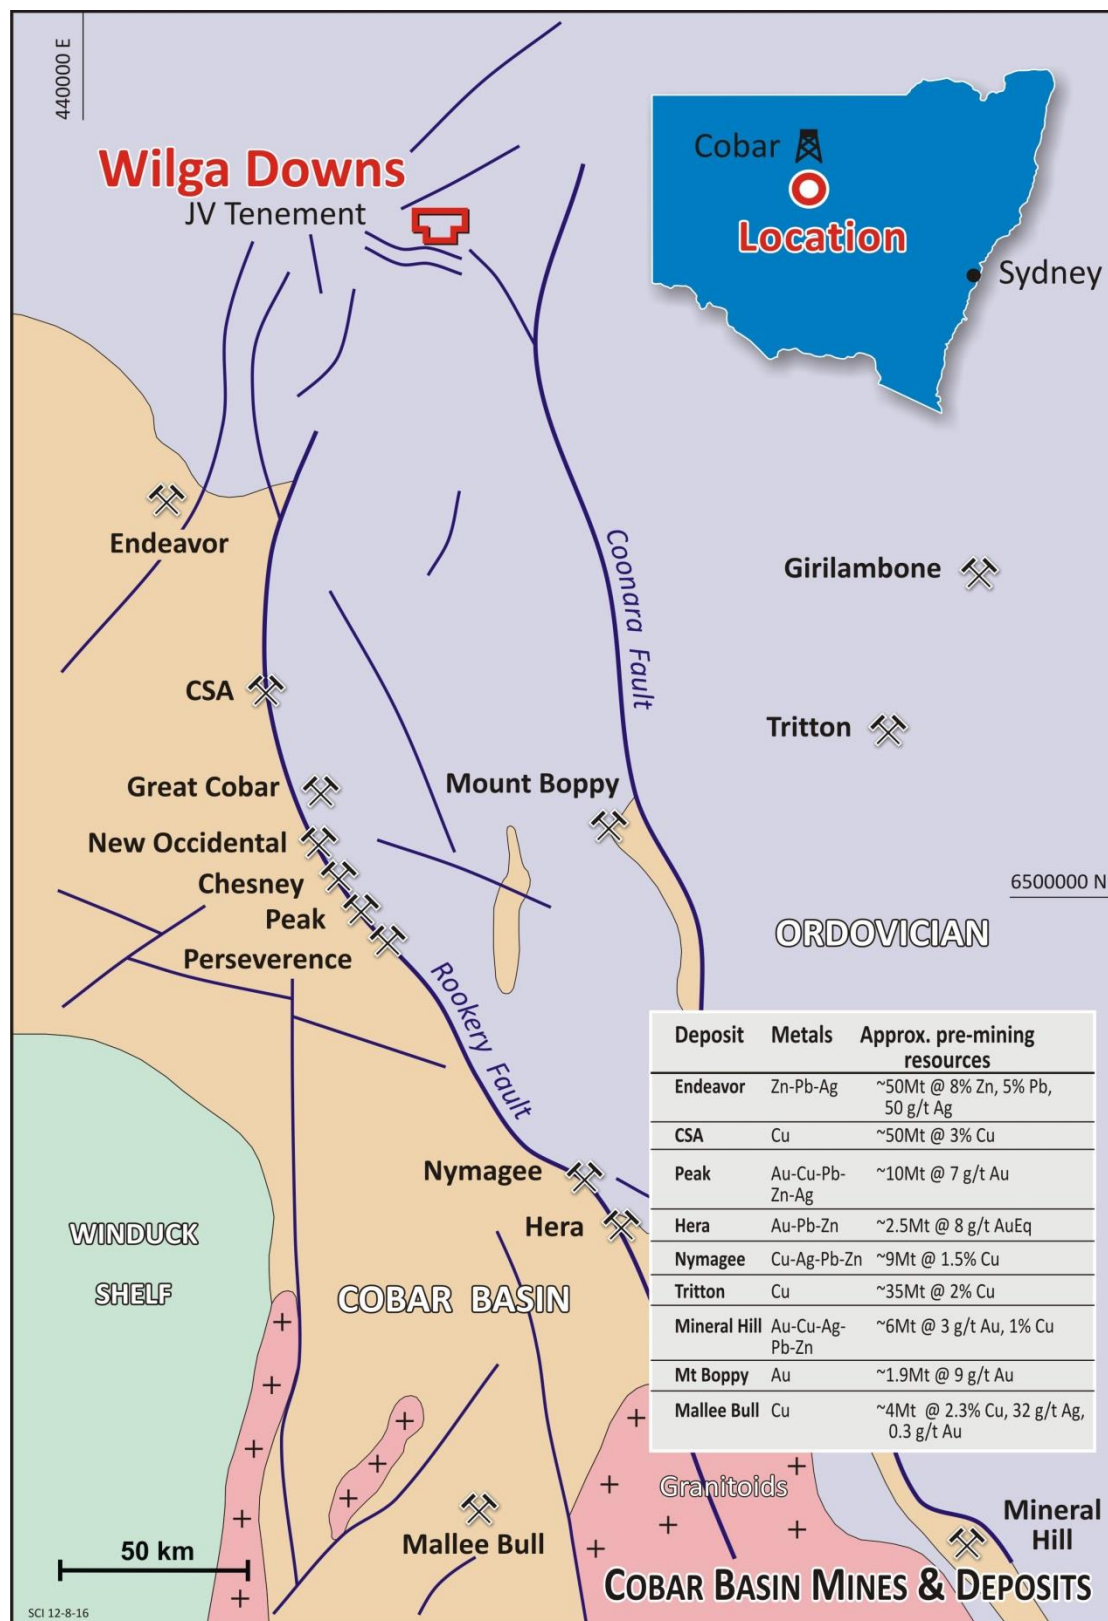 440000 E
Wilga Downs
JV Tenement
Cobar
Location
Sydney
Endeavor
Coonara Fault
Girilambone
CSA
Tritton
Great Cobar
Mount Boppy
New Occidental
Chesney
6500000 N
Peak
ORDOVICIAN
Perseverence
Rookery Fault
Deposit Metals Approx. pre-mining
resources
Endeavor Zn-Pb-Ag ~50Mt @ 8% Zn, 5% Pb,
50 g/t Ag
CSA Cu ~50Mt @ 3% Cu
Peak Au-Cu-Pb- ~10Mt @ 7 g/t Au
Zn-Ag
Hera Au-Pb-Zn ~2.5Mt @ 8 g/t AuEq
Nymagee Cu-Ag-Pb-Zn ~9Mt @ 1.5% Cu
Tritton Cu ~35Mt @ 2% Cu
Mineral Hill Au-Cu-Ag- ~6Mt @ 3 g/t Au, 1% Cu
Pb-Zn
Mt Boppy Au ~1.9Mt @ 9 g/t Au
Mallee Bull Cu ~4Mt @ 2.3% Cu, 32 g/t Ag,
0.3 g/t Au
Nymagee
Hera
WINDUCK
SHELF
COBAR BASIN
Granitoids
Mallee Bull
Mineral
Hill
50 km
COBAR BASIN MINES & DEPOSITS
SCI 12-8-16